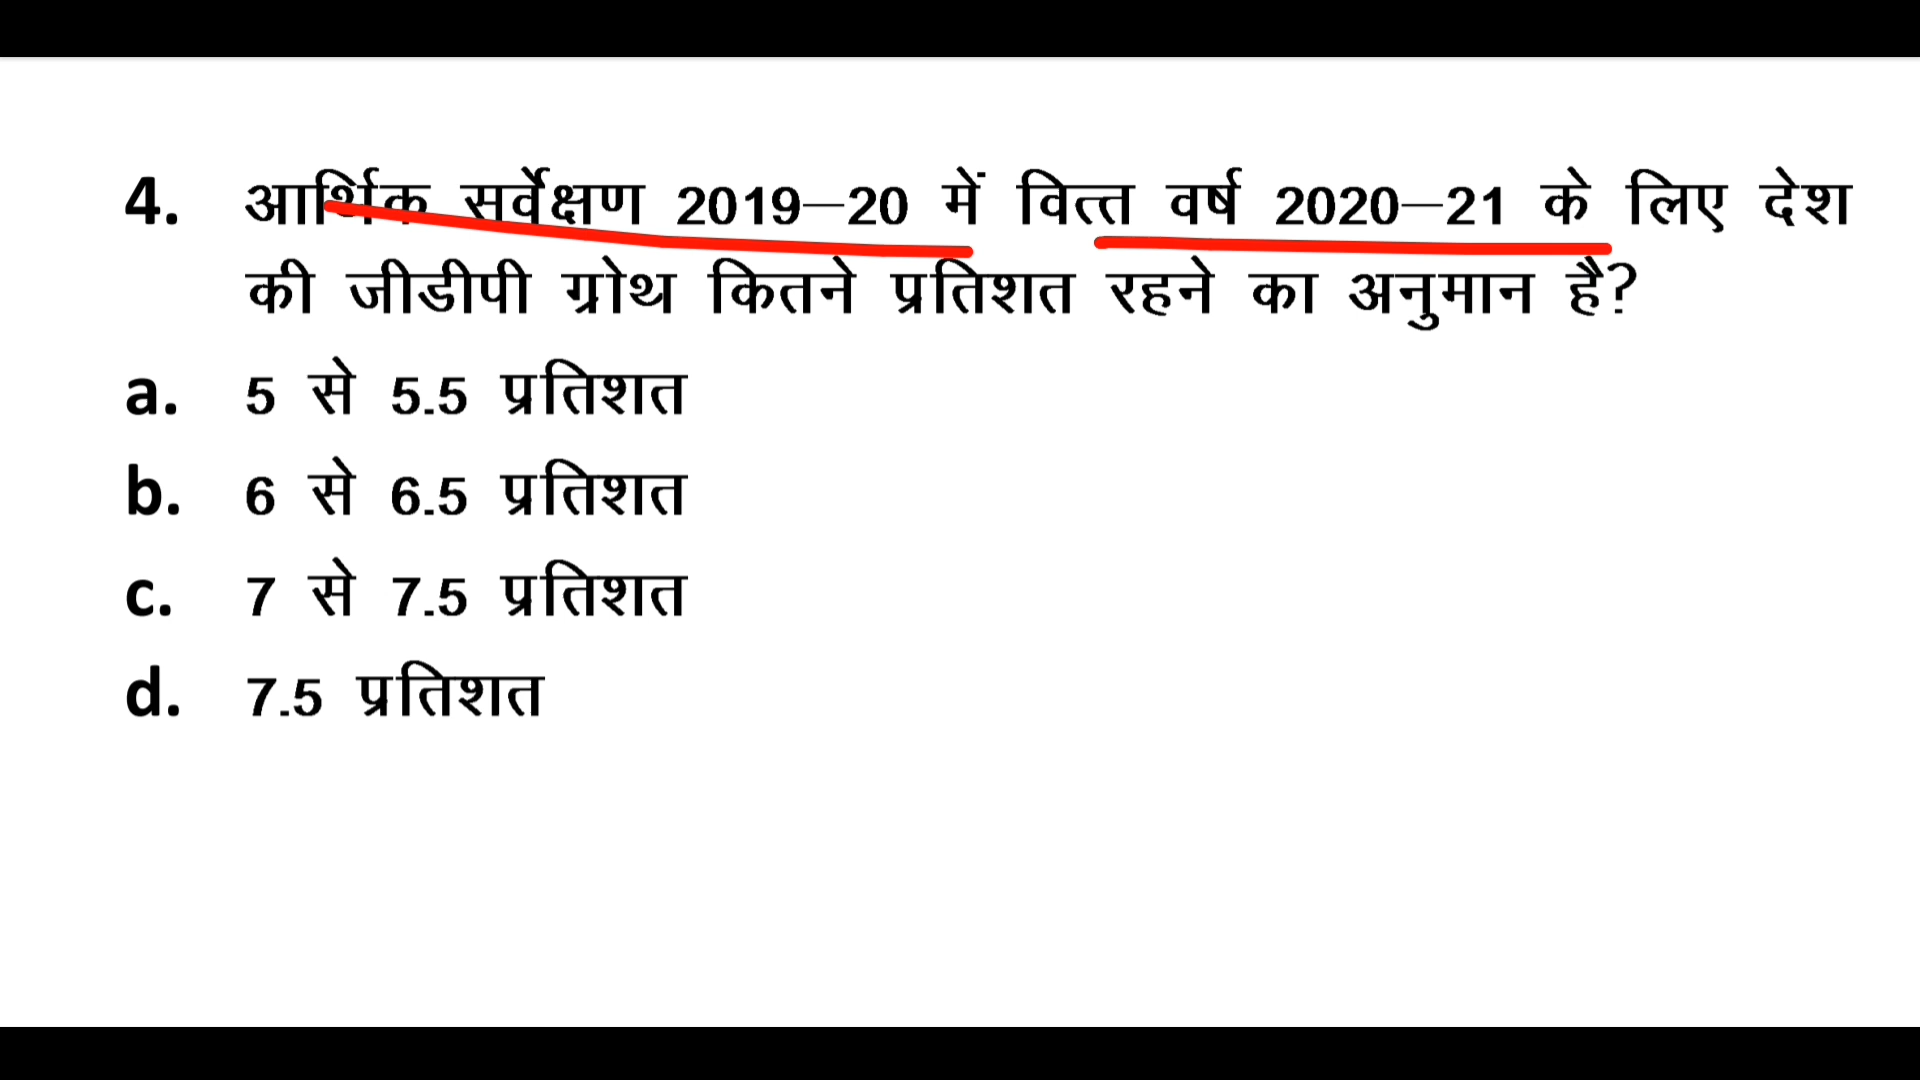 4. आर्थिक सर्वेक्षण 2019–20 में वित्त वर्ष 2020–21 के लिए देश
की जीडीपी ग्रोथ कितने प्रतिशत रहने का अनुमान है?
a. 5 से 5.5 प्रतिशत
b. 6 से 6.5 प्रतिशत
c. 7 से 7.5 प्रतिशत
d. 7.5 प्रतिशत